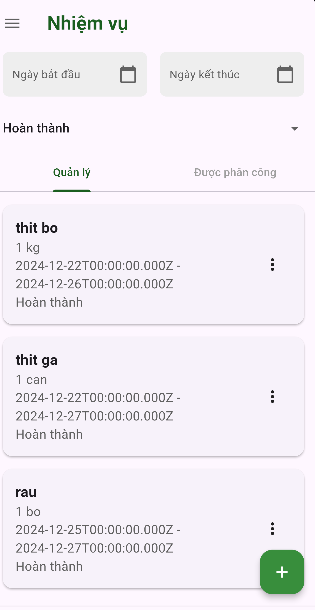 Nhiệm vụ
Ngày bắt đầu
Ngày kết thúc
Hoàn thành
Quản lý
Được phân công
thit bo
1 kg
2024-12-22T00:00:00.000Z -
2024-12-26T00:00:00.000Z
Hoàn thành
thit ga
1 can
2024-12-22T00:00:00.000Z -
2024-12-27T00:00:00.000Z
Hoàn thành
rau
1 bo
2024-12-25T00:00:00.000Z -
2024-12-27T00:00:00.000Z
Hoàn thành